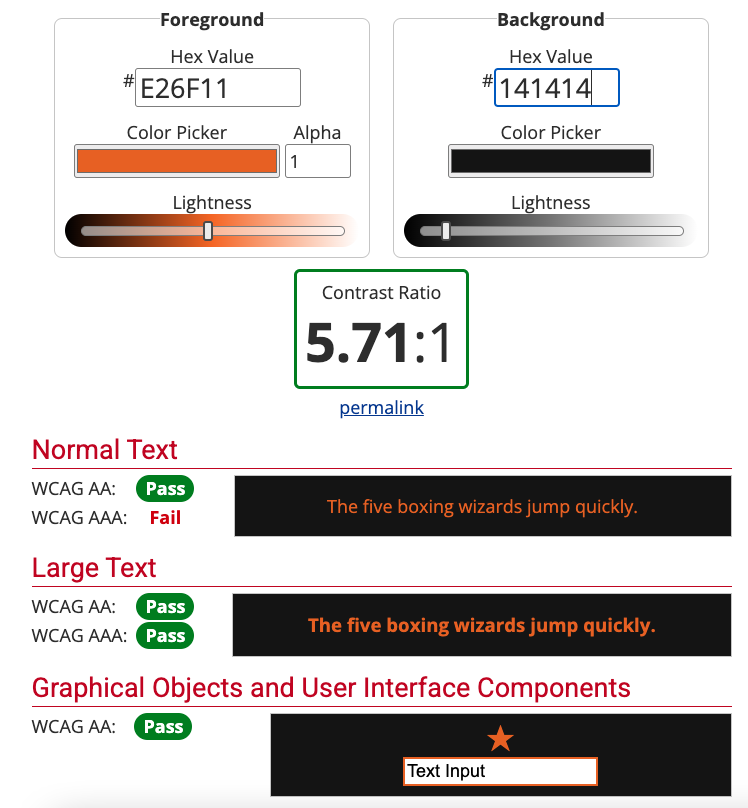 Foreground
Background
Hex Value
Hex Value
# E26F11
# 141414
Color Picker
Alpha
Color Picker
1
Lightness
Lightness
Contrast Ratio
5.71:1
permalink
Normal Text
WCAG AA: Pass
WCAG AAA: Fail
The five boxing wizards jump quickly.
Large Text
WCAG AA: Pass
WCAG AAA: Pass
The five boxing wizards jump quickly.
Graphical Objects and User Interface Components
WCAG AA: Pass
Text Input